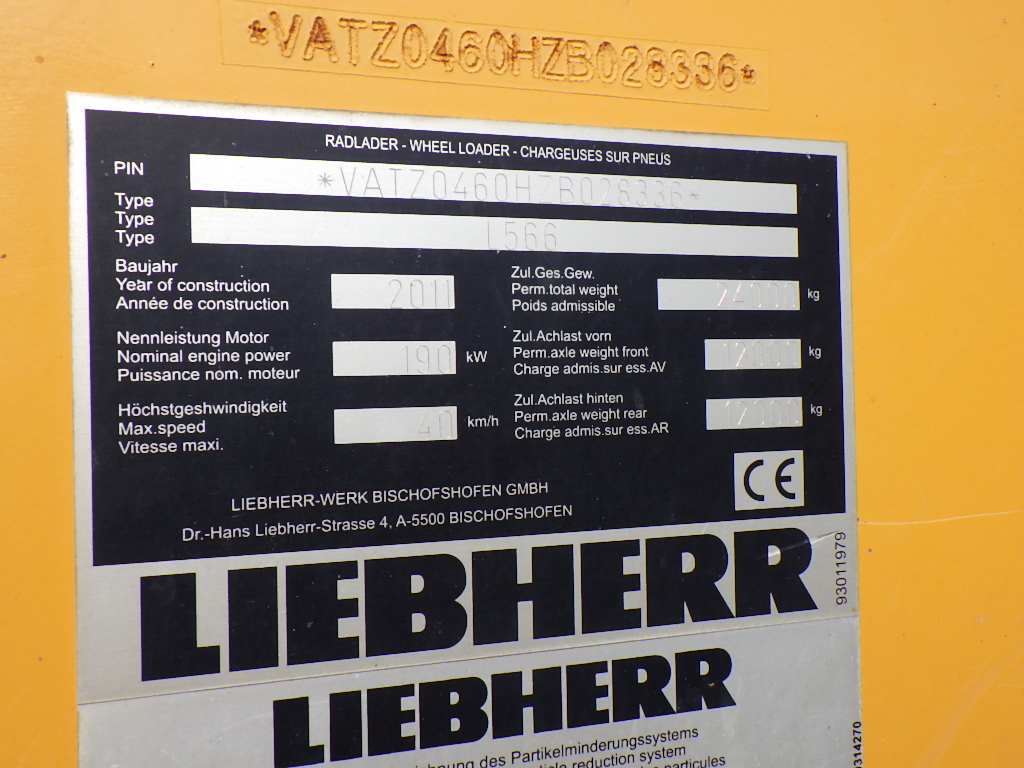 *VATZ0460HZB028336*
RADLADER - WHEEL LOADER - CHARGEUSES SUR PNEUS
PIN *VATZ0460HZB028336*
Type
Type L566
Type
Baujahr
Year of construction 2011
Année de construction
Zul.Ges.Gew.
Perm.total weight 24000 kg
Poids admissible
Nennleistung Motor
Nominal engine power 190 kW
Puissance nom. moteur
Zul.Achlast vorn
Perm.axle weight front 12000 kg
Charge admis.sur ess.AV
Höchstgeshwindigkeit
Max.speed 40 km/h
Vitesse maxi.
Zul.Achlast hinten
Perm.axle weight rear 12000 kg
Charge admis.sur ess.AR
CE
LIEBHERR-WERK BISCHOFSHOFEN GMBH
Dr.-Hans Liebherr-Strasse 4, A-5500 BISCHOFSHOFEN
LIEBHERR
93011979
LIEBHERR
des Partikelminderungssystems
reduction system
particules
314270